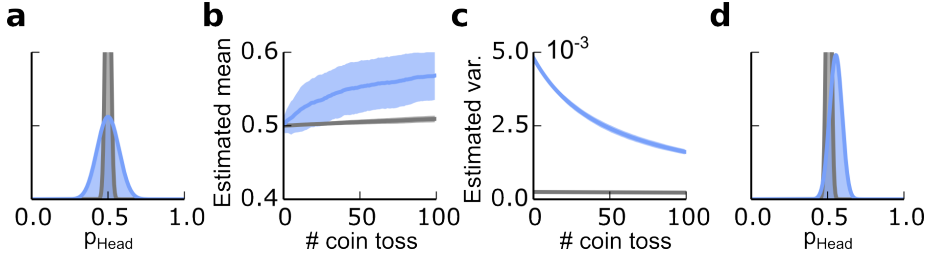 a
0.0 0.5 1.0
pHead
b
Estimated mean
0.6
0.5
0.4
0 50 100
# coin toss
c
Estimated var.
5.0 10-3
2.5
0.0
0 50 100
# coin toss
d
0.0 0.5 1.0
pHead